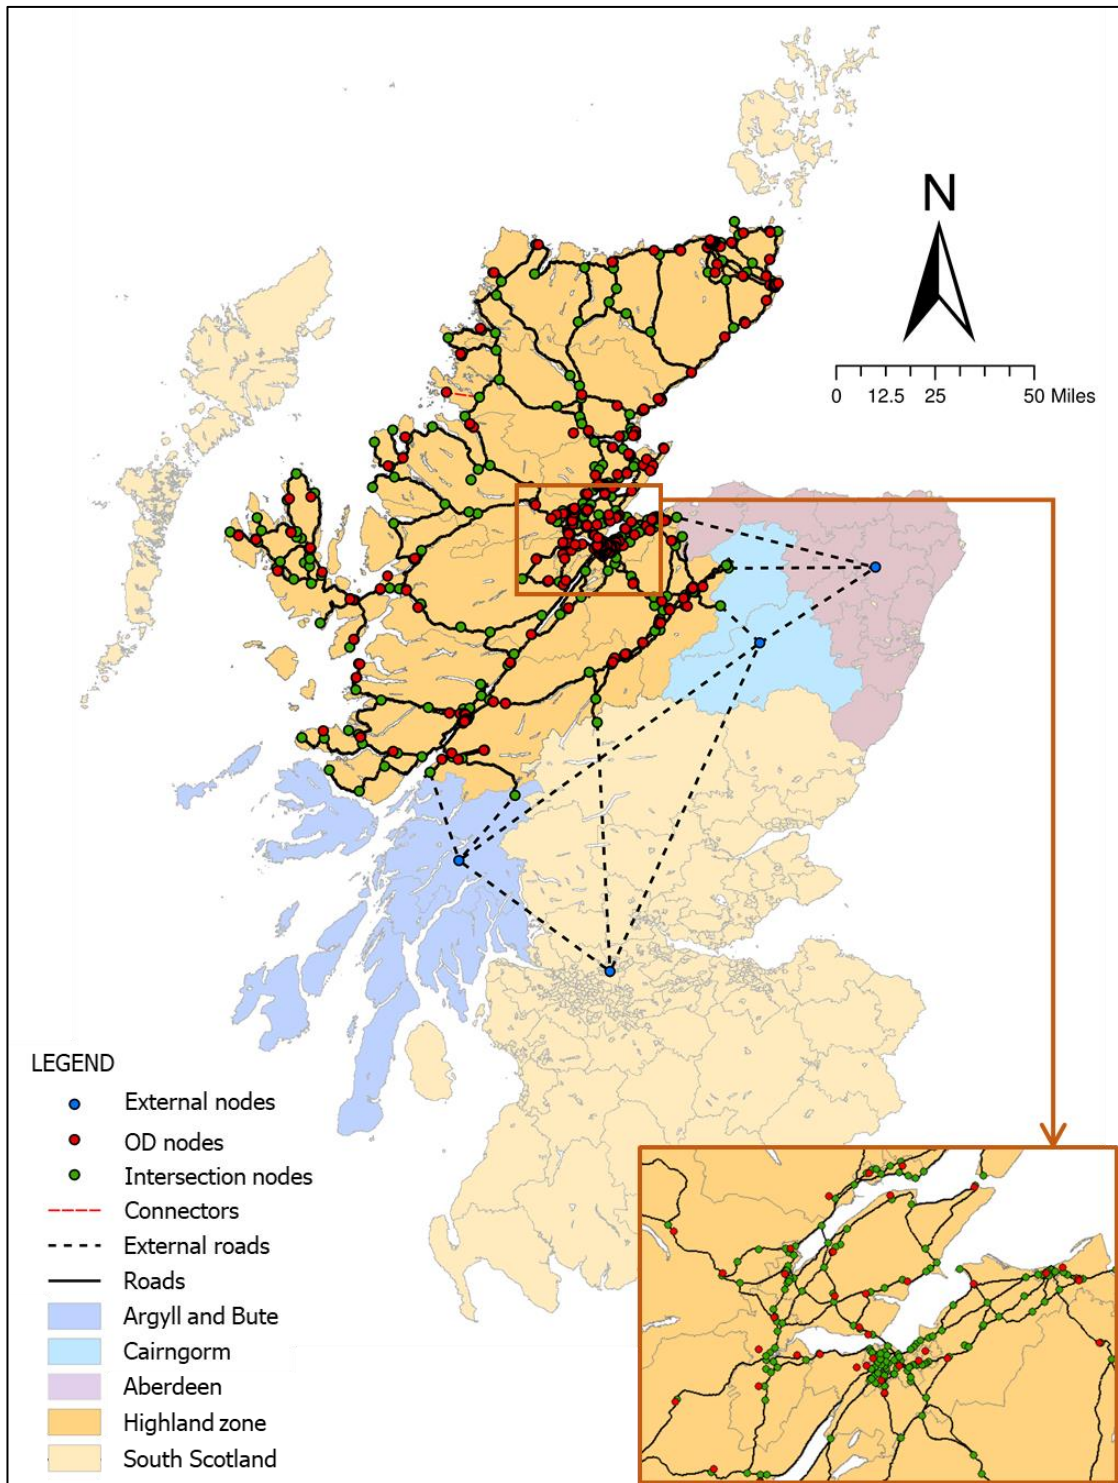 N
0 12.5 25 50 Miles
LEGEND
External nodes
OD nodes
Intersection nodes
Connectors
External roads
Roads
Argyll and Bute
Cairngorm
Aberdeen
Highland zone
South Scotland